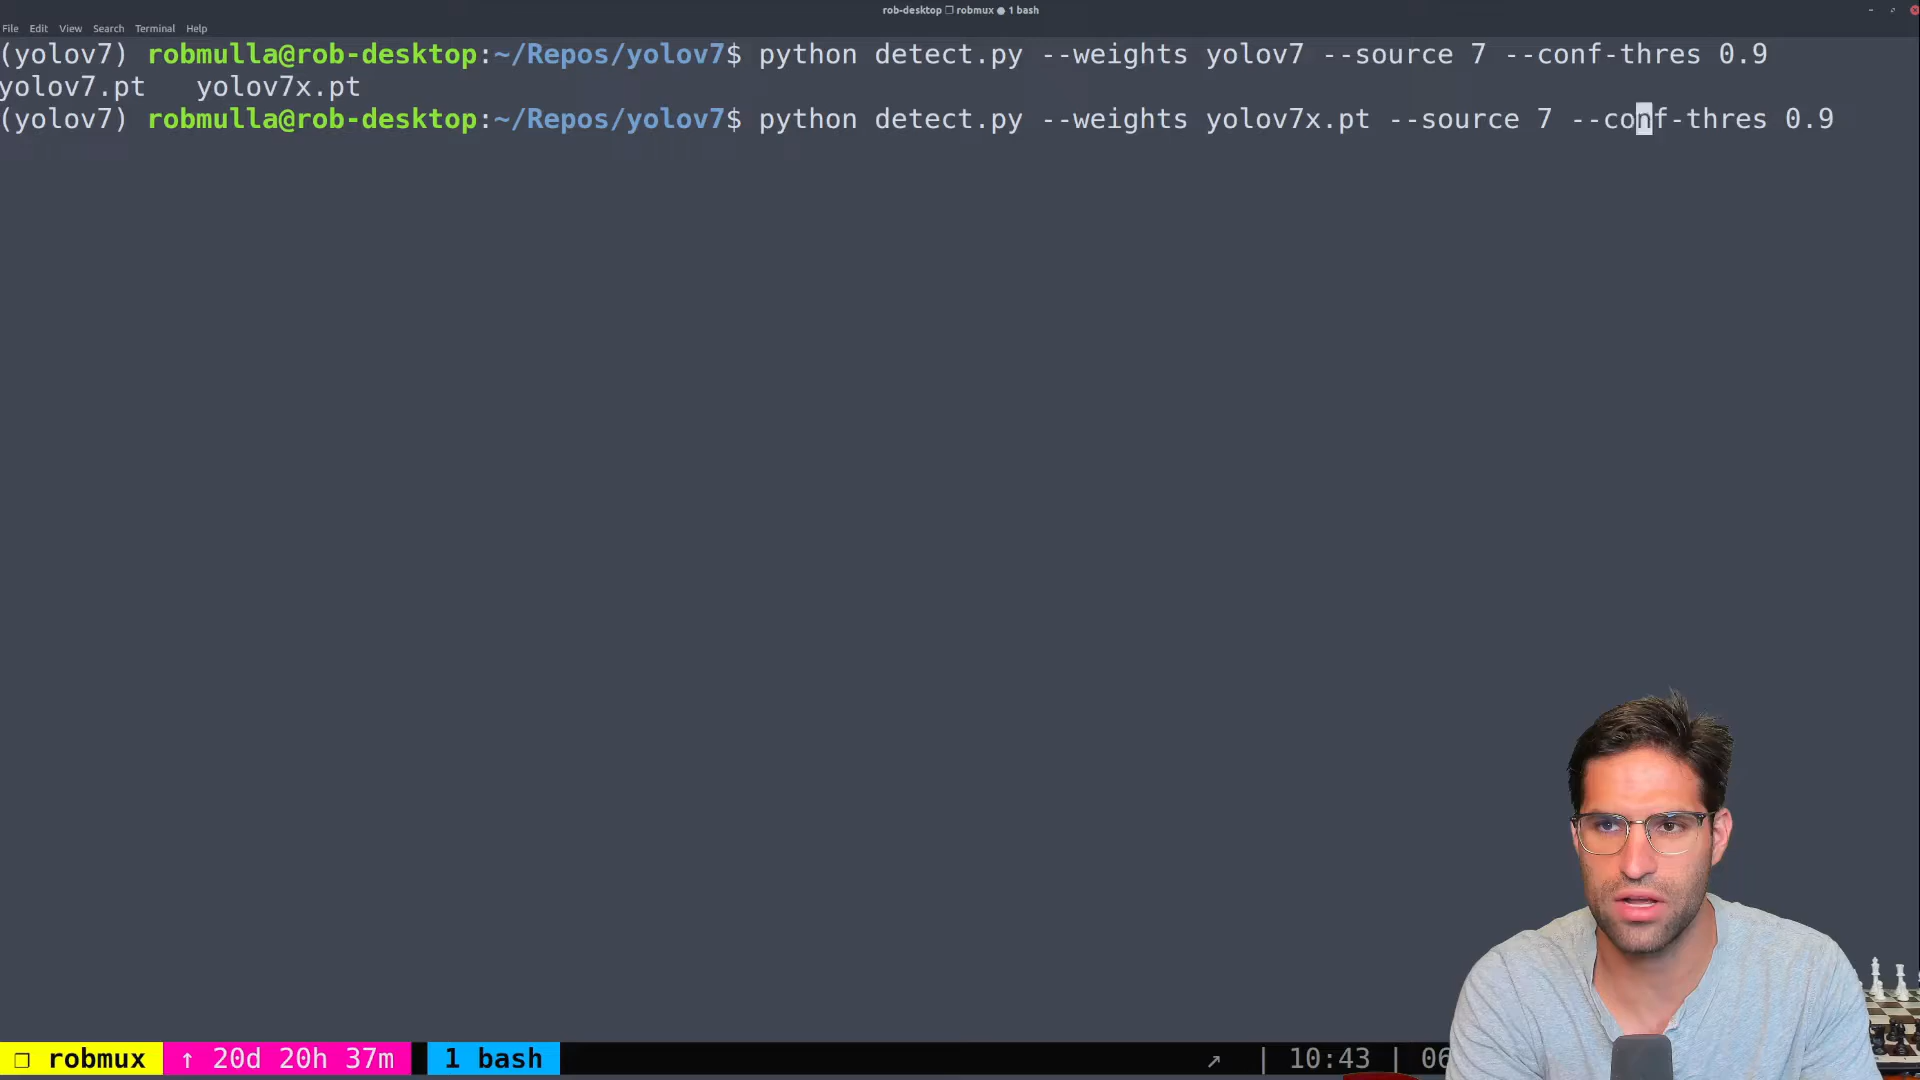 rob-desktop ❐ robmux ● 1 bash
File Edit View Search Terminal Help
(yolov7) robmulla@rob-desktop:~/Repos/yolov7$ python detect.py --weights yolov7 --source 7 --conf-thres 0.9
yolov7.pt yolov7x.pt
(yolov7) robmulla@rob-desktop:~/Repos/yolov7$ python detect.py --weights yolov7x.pt --source 7 --conf-thres 0.9
❐ robmux ↑ 20d 20h 37m 1 bash ↗ | 10:43 | 06